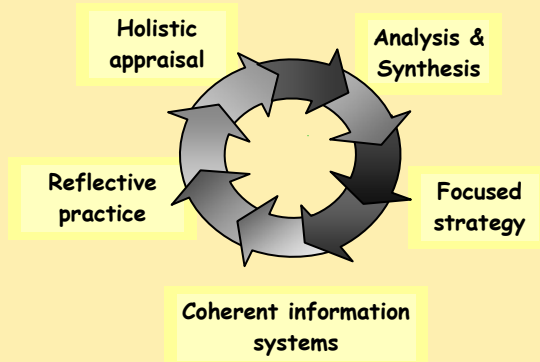 Holistic
appraisal
Analysis &
Synthesis
Focused
strategy
Coherent information
systems
Reflective
practice